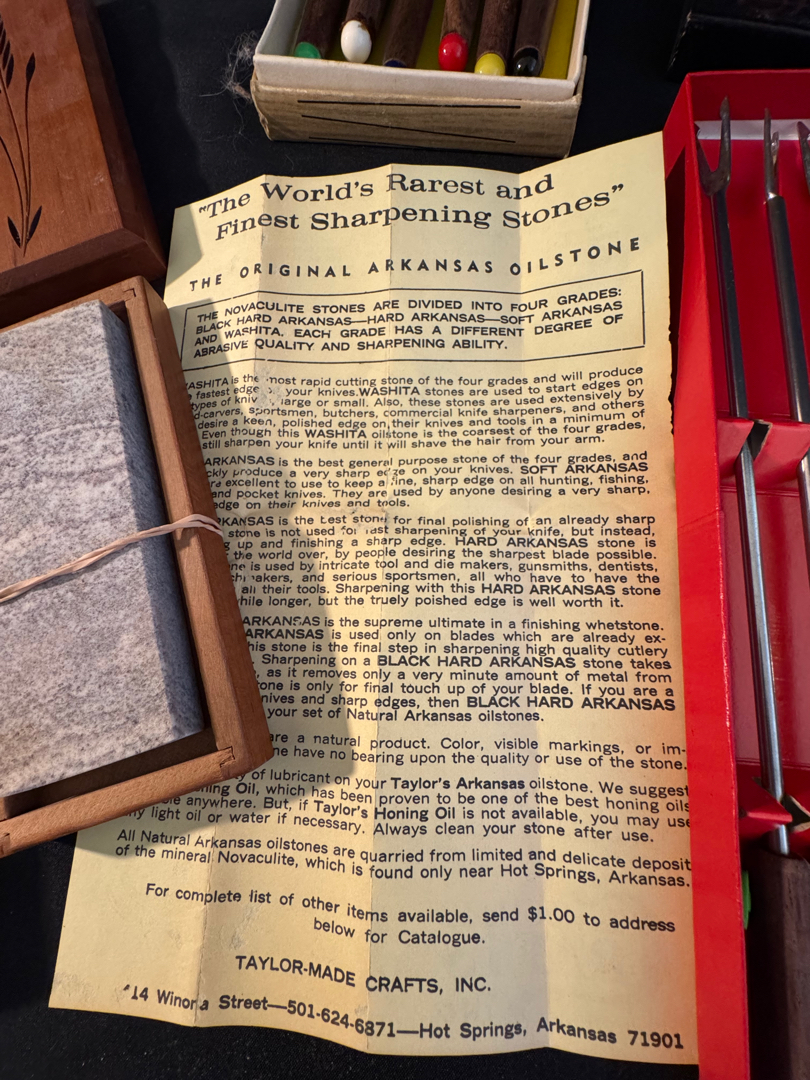 "The World's Rarest and
Finest Sharpening Stones"
THE ORIGINAL ARKANSAS OILSTONE
THE NOVACULITE STONES ARE DIVIDED INTO FOUR GRADES:
BLACK HARD ARKANSAS—HARD ARKANSAS—SOFT ARKANSAS
AND WASHITA. EACH GRADE HAS A DIFFERENT DEGREE OF
ABRASIVE QUALITY AND SHARPENING ABILITY.
WASHITA is the most rapid cutting stone of the four grades and will produce
fastest edge your knives.WASHITA stones are used to start edges on
types of large or small. Also, these stones are used extensively by
sportsmen, butchers, commercial knife sharpeners, and others
desire a keen, polished edge on their knives and tools in a minimum of
Even though this WASHITA oilstone is the coarsest of the four grades,
still sharpen your knife until it will shave the hair from your arm.
ARKANSAS is the best general purpose stone of the four grades, and
produce a very sharp edge on your knives. SOFT ARKANSAS
excellent to use to keep a fine, sharp edge on all hunting, fishing,
and pocket knives. They are used by anyone desiring a very sharp,
edge on their knives and tools.
is the best stone for final polishing of an already sharp
stone is not used for fast sharpening of your knife, but instead,
up and finishing a sharp edge. HARD ARKANSAS stone is
the world over, by people desiring the sharpest blade possible.
is used by intricate tool and die makers, gunsmiths, dentists,
and serious sportsmen, all who have to have the
all their tools. Sharpening with this HARD ARKANSAS stone
longer, but the truely poished edge is well worth it.
ARKANSAS is the supreme ultimate in a finishing whetstone.
ARKANSAS is used only on blades which are already ex-
this stone is the final step in sharpening high quality cutlery
Sharpening on a BLACK HARD ARKANSAS stone takes
as it removes only a very minute amount of metal from
is only for final touch up of your blade. If you are a
knives and sharp edges, then BLACK HARD ARKANSAS
your set of Natural Arkansas oilstones.
are a natural product. Color, visible markings, or im-
have no bearing upon the quality or use of the stone.
of lubricant on your Taylor's Arkansas oilstone. We suggest
Oil, which has been proven to be one of the best honing oils
anywhere. But, if Taylor's Honing Oil is not available, you may use
light oil or water if necessary. Always clean your stone after use.
All Natural Arkansas oilstones are quarried from limited and delicate deposit
of the mineral Novaculite, which is found only near Hot Springs, Arkansas.
For complete list of other items available, send $1.00 to address
below for Catalogue.
TAYLOR-MADE CRAFTS, INC.
Street—501-624-6871—Hot Springs, Arkansas 71901